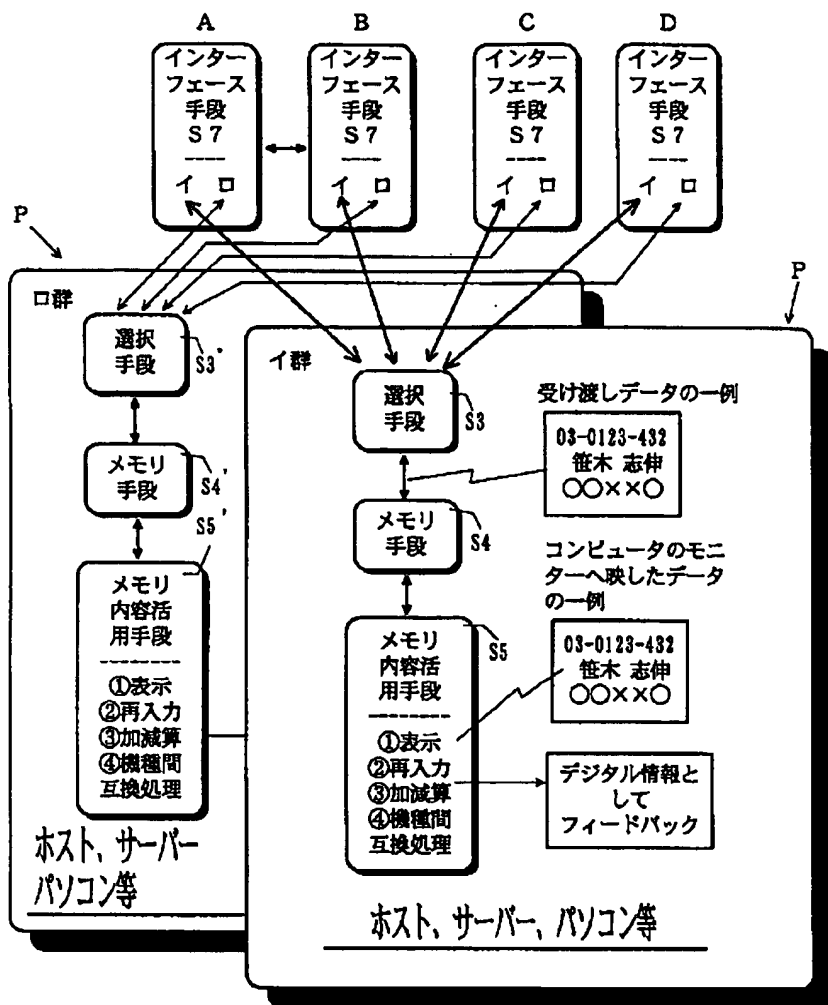 A
インター
フェース
手段
S7
----
イ ロ
B
インター
フェース
手段
S7
----
イ ロ
C
インター
フェース
手段
S7
----
イ ロ
D
インター
フェース
手段
S7
----
イ ロ
P
ロ群
選択
手段
S3'
メモリ
手段
S4'
S5'
メモリ
内容活
用手段
--------
①表示
②再入力
③加減算
④機種間
互換処理
ホスト、サーバー
パソコン等
P
イ群
選択
手段
S3
受け渡しデータの一例
03-0123-432
笹木 志伸
○○××○
メモリ
手段
S4
コンピュータのモニ
ターへ映したデータ
の一例
03-0123-432
笹木 志伸
○○××○
メモリ
内容活
用手段
S5
--------
①表示
②再入力
③加減算
④機種間
互換処理
デジタル情報と
して
フィードバック
ホスト、サーバー、パソコン等